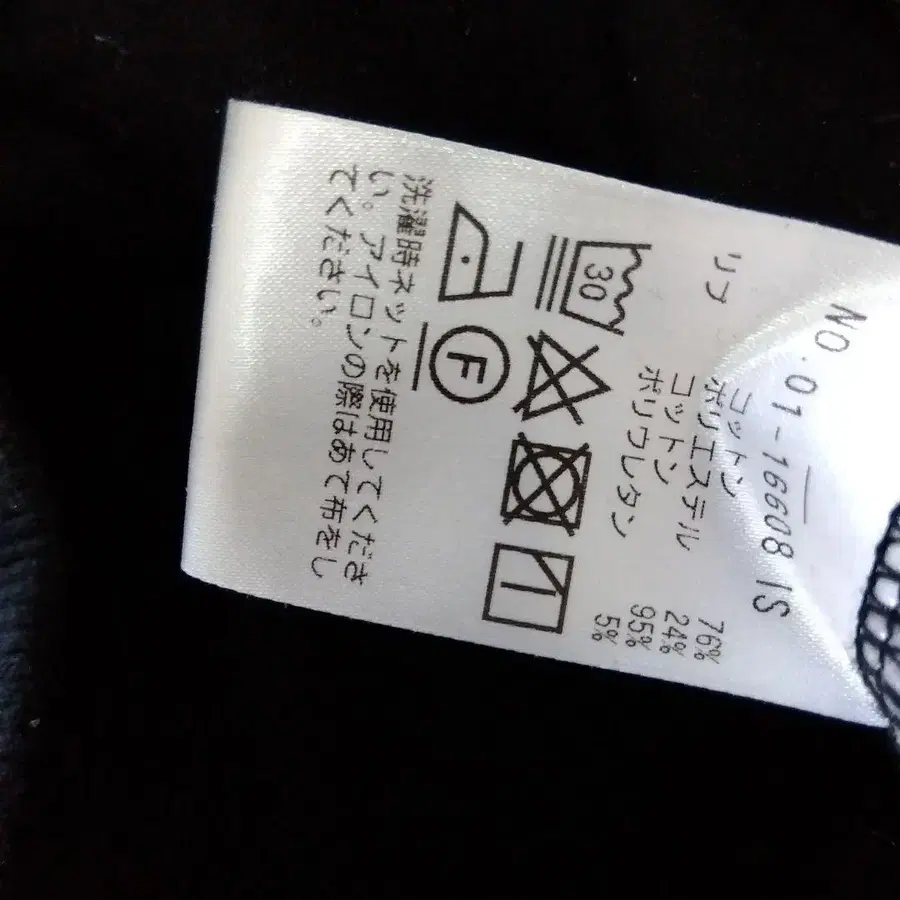 NO.01-16608 IS
コットン 76%
ポリエステル 24%
リブ コットン 95%
ポリウレタン 5%
30
F
洗濯時ネットを使用してくださ
い。アイロンの際はあて布をし
てください。